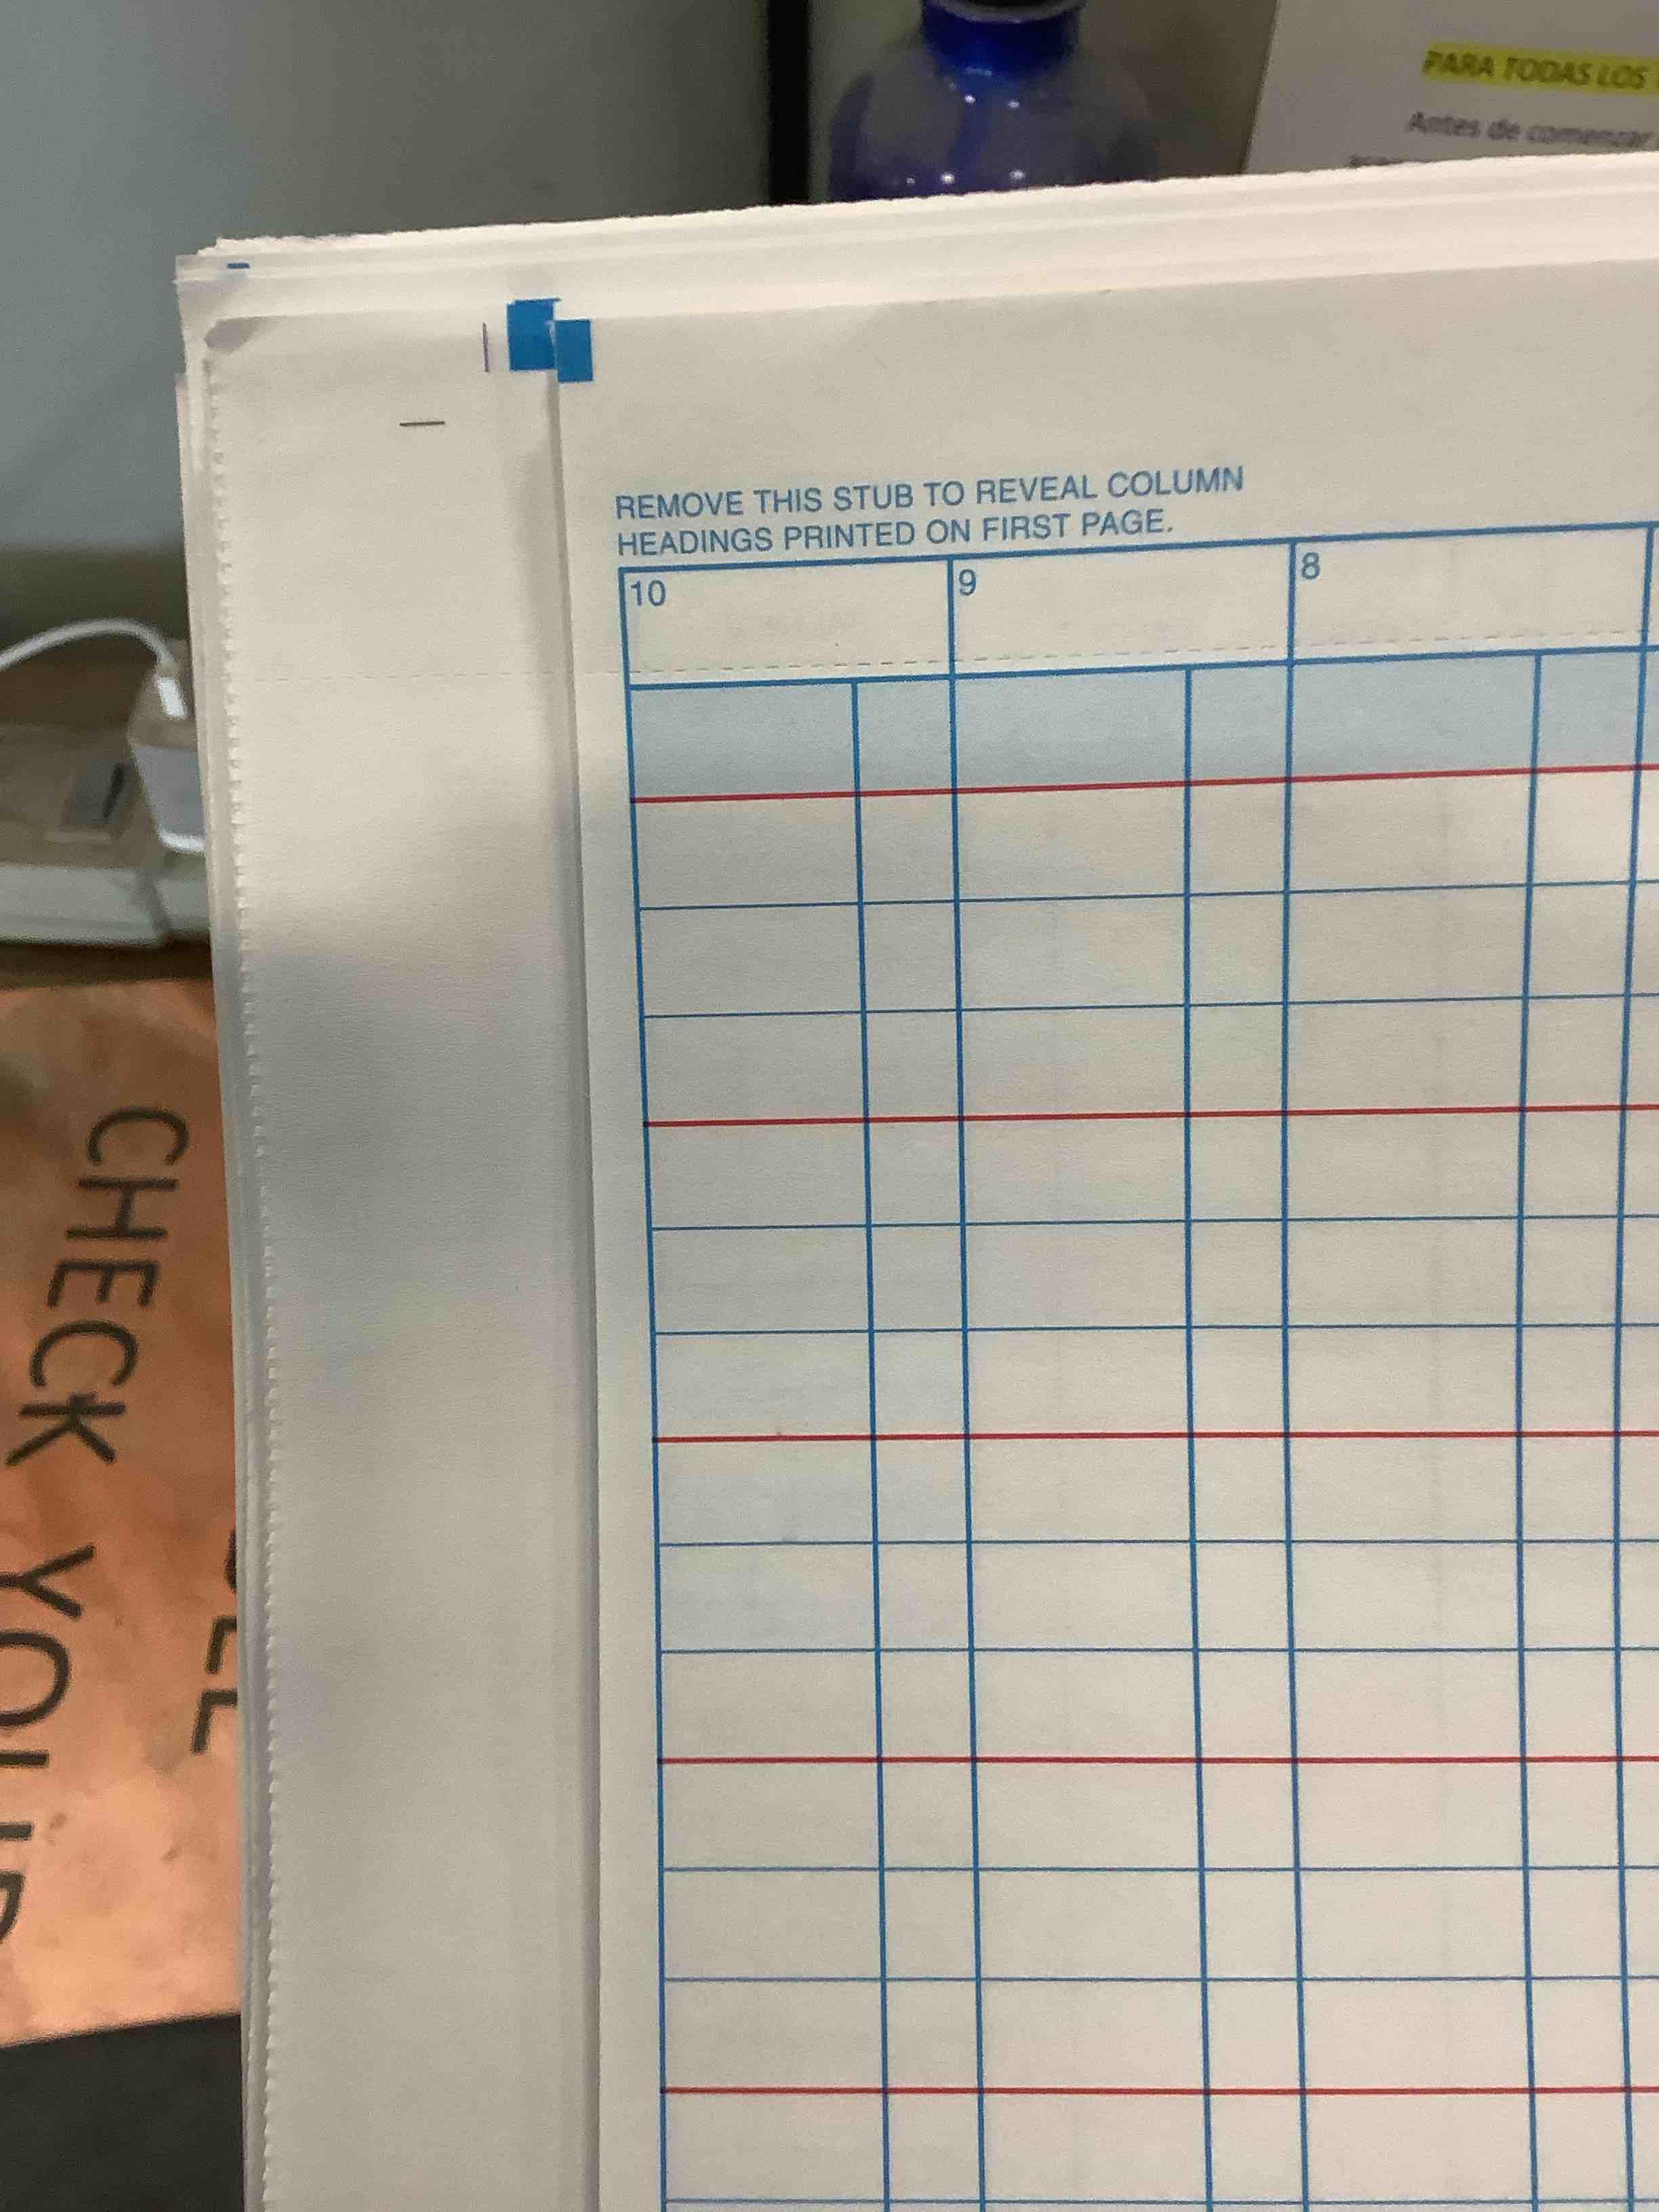 PARA TODAS LOS
Antes de comenzar
REMOVE THIS STUB TO REVEAL COLUMN
HEADINGS PRINTED ON FIRST PAGE.
10 9 8
CHECK YOUR